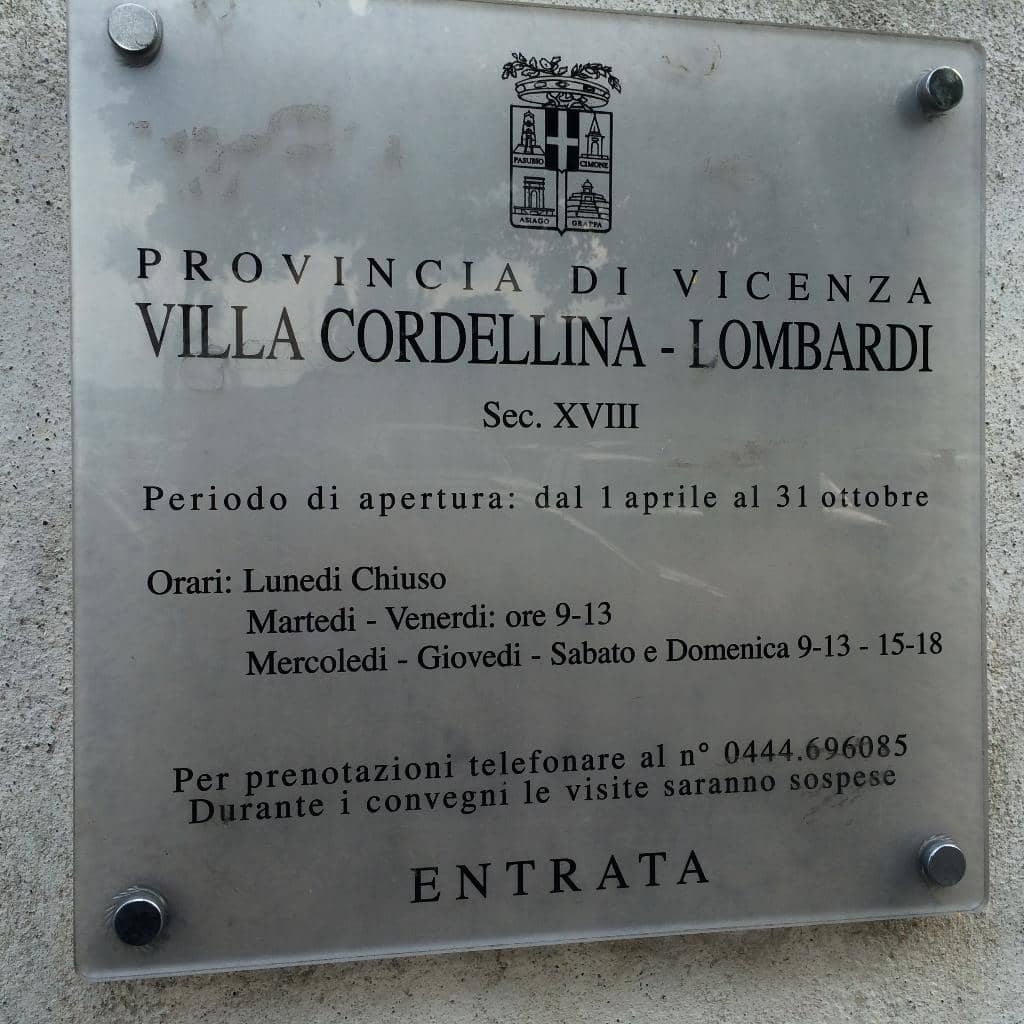 PASUBIO CIMONE
ASIAGO GRAPPA
PROVINCIA DI VICENZA
VILLA CORDELLINA - LOMBARDI
Sec. XVIII
Periodo di apertura: dal 1 aprile al 31 ottobre
Orari: Lunedi Chiuso
Martedi - Venerdi: ore 9-13
Mercoledi - Giovedi - Sabato e Domenica 9-13 - 15-18
Per prenotazioni telefonare al n° 0444.696085
Durante i convegni le visite saranno sospese
ENTRATA